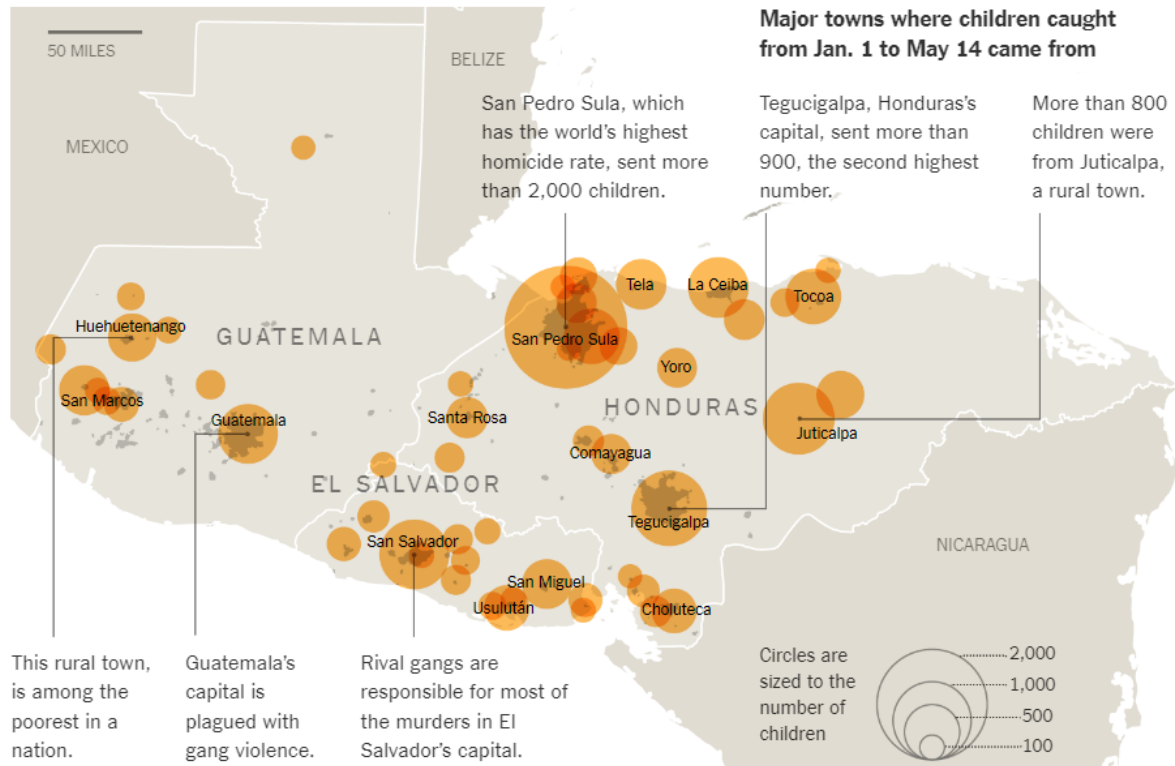 Major towns where children caught
from Jan. 1 to May 14 came from
50 MILES
BELIZE
MEXICO
San Pedro Sula, which
has the world's highest
homicide rate, sent more
than 2,000 children.
Tegucigalpa, Honduras's
capital, sent more than
900, the second highest
number.
More than 800
children were
from Juticalpa,
a rural town.
Tela
La Ceiba
Tocoa
Huehuetenango
GUATEMALA
San Pedro Sula
Yoro
San Marcos
Guatemala
Santa Rosa
HONDURAS
Juticalpa
Comayagua
EL SALVADOR
Tegucigalpa
San Salvador
NICARAGUA
San Miguel
Usulután
Choluteca
This rural town,
is among the
poorest in a
nation.
Guatemala's
capital is
plagued with
gang violence.
Rival gangs are
responsible for most of
the murders in El
Salvador's capital.
Circles are
sized to the
number of
children
2,000
1,000
500
100